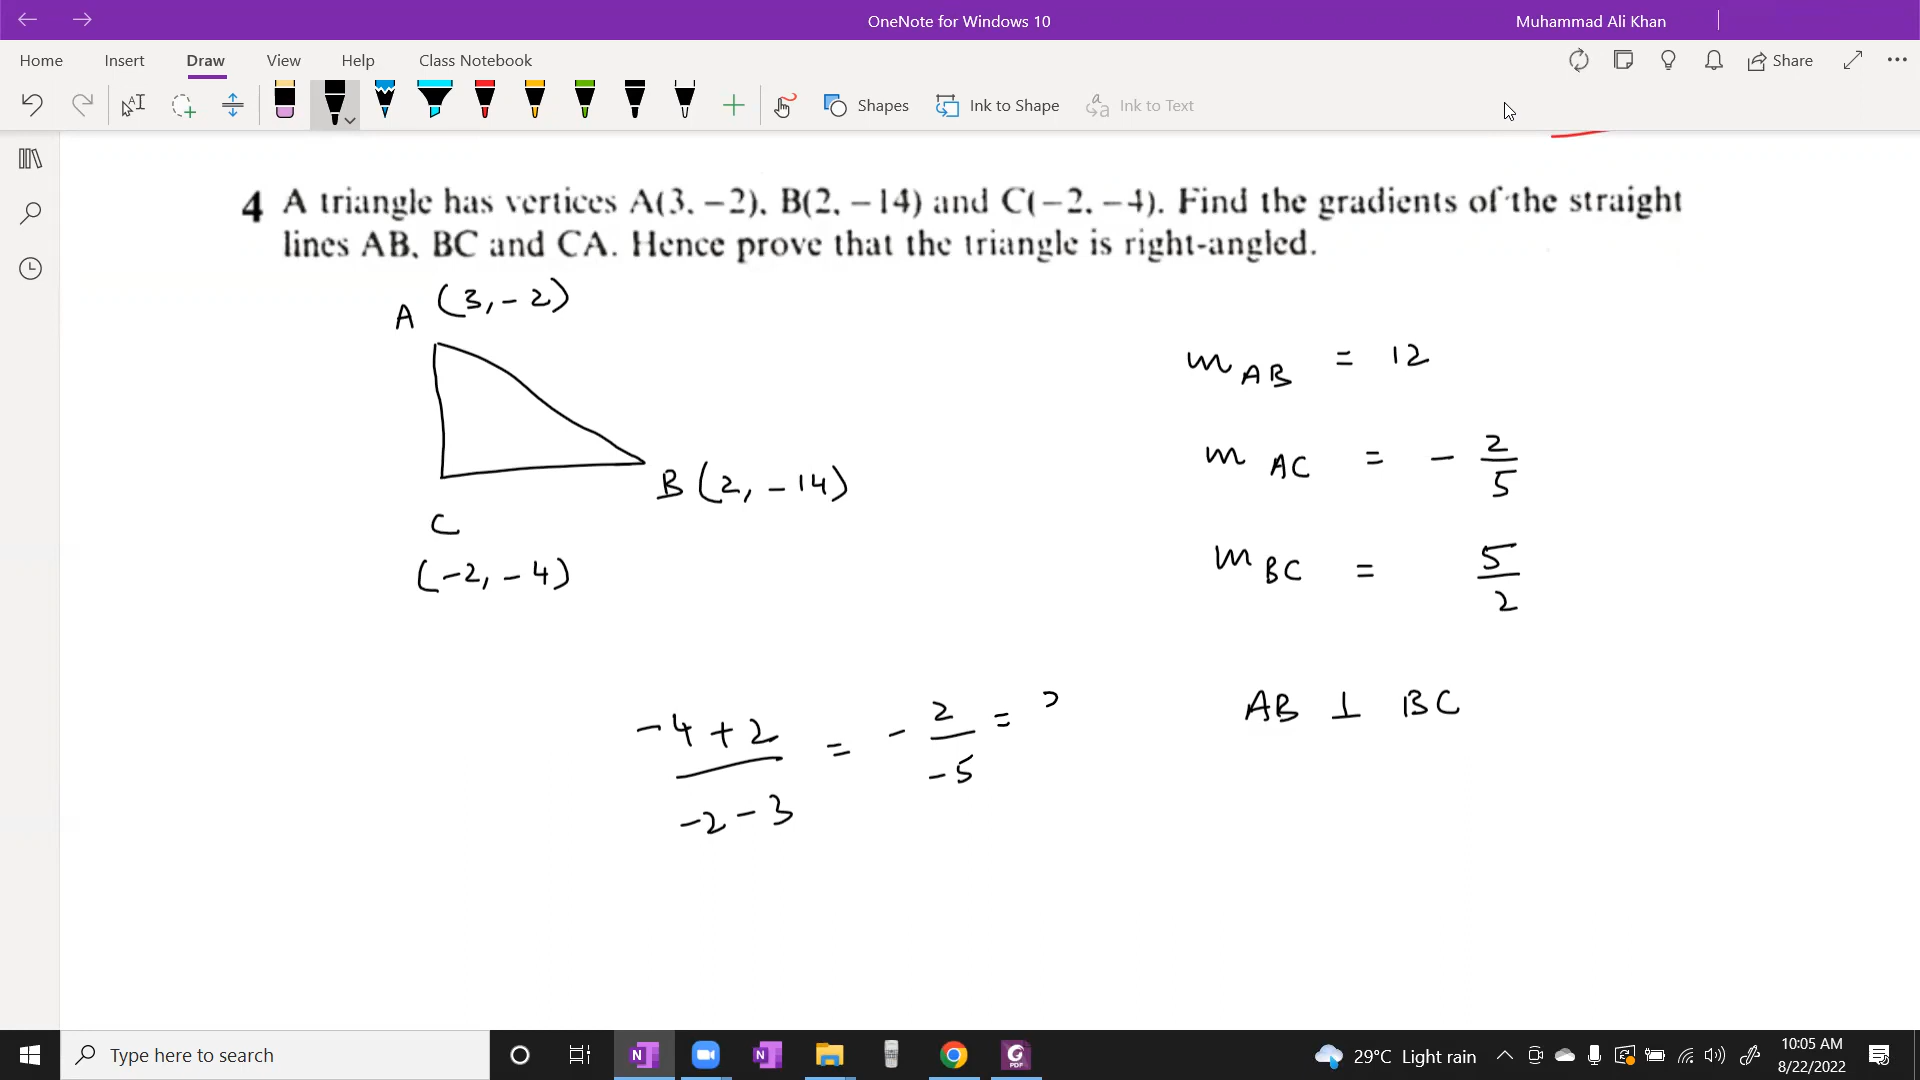 OneNote for Windows 10
Muhammad Ali Khan
Home Insert Draw View Help Class Notebook
Share
Shapes Ink to Shape Ink to Text
4 A triangle has vertices A(3, −2), B(2, −14) and C(−2, −4). Find the gradients of the straight
lines AB, BC and CA. Hence prove that the triangle is right-angled.
A (3, -2)
B (2, -14)
C
(-2, -4)
m AB = 12
m AC = - 2/5
m BC = 5/2
-4+2 / -2-3 = - 2/-5 =
AB ⊥ BC
Type here to search
29°C Light rain
10:05 AM
8/22/2022